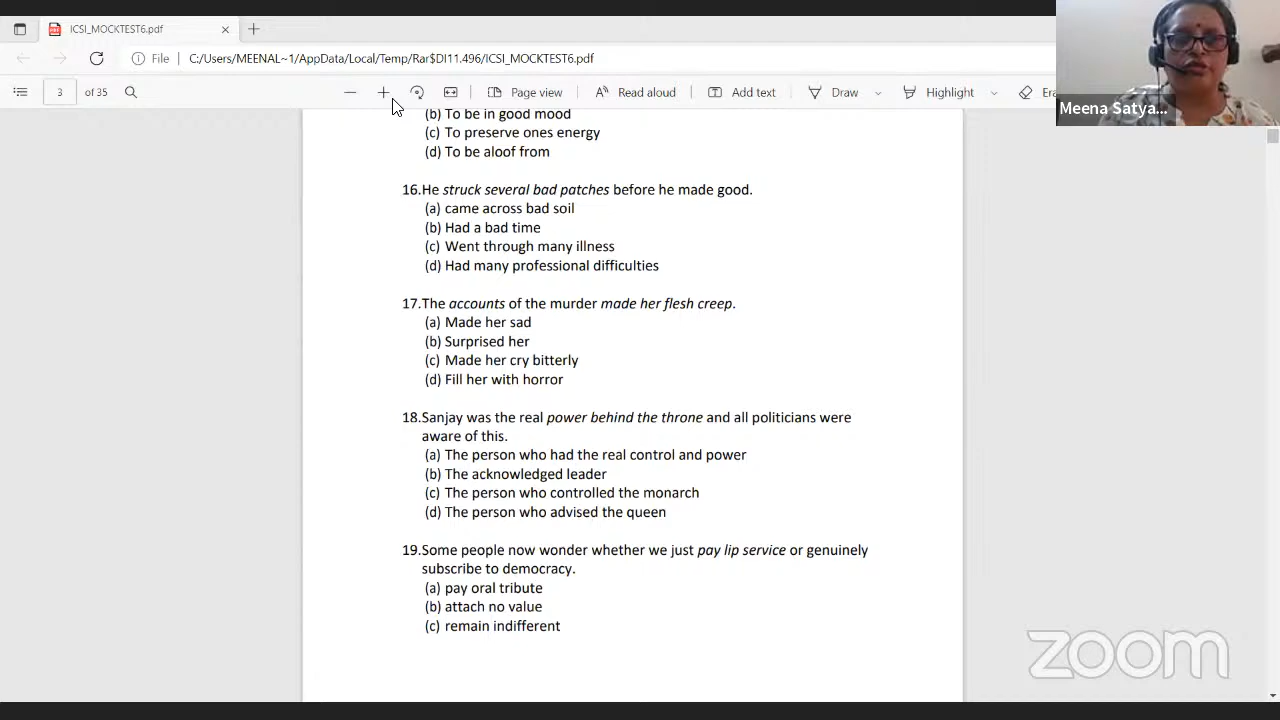 ICSI_MOCKTEST6.pdf
File C:/Users/MEENAL~1/AppData/Local/Temp/Rar$DI11.496/ICSI_MOCKTEST6.pdf
3 of 35 Page view Read aloud Add text Draw Highlight
Meena Satya...
(b) To be in good mood
(c) To preserve ones energy
(d) To be aloof from
16.He struck several bad patches before he made good.
(a) came across bad soil
(b) Had a bad time
(c) Went through many illness
(d) Had many professional difficulties
17.The accounts of the murder made her flesh creep.
(a) Made her sad
(b) Surprised her
(c) Made her cry bitterly
(d) Fill her with horror
18.Sanjay was the real power behind the throne and all politicians were
aware of this.
(a) The person who had the real control and power
(b) The acknowledged leader
(c) The person who controlled the monarch
(d) The person who advised the queen
19.Some people now wonder whether we just pay lip service or genuinely
subscribe to democracy.
(a) pay oral tribute
(b) attach no value
(c) remain indifferent
zoom